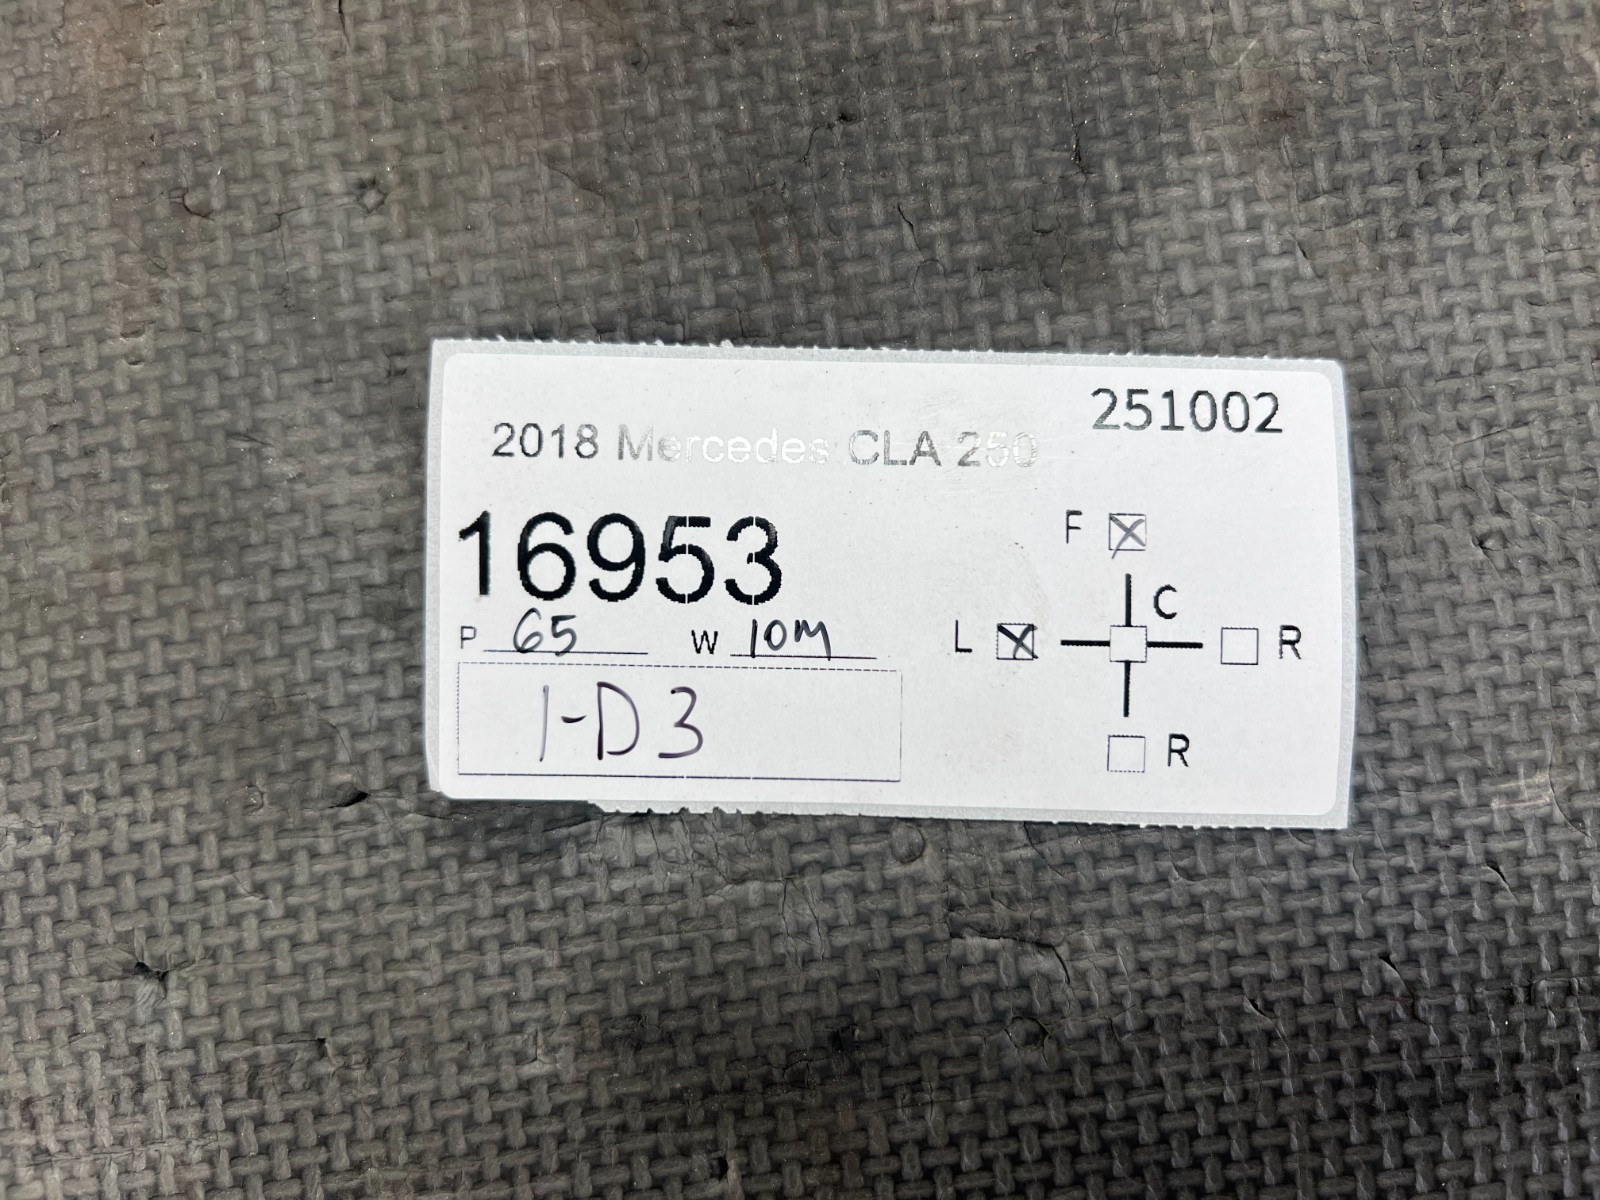 251002
2018 Mercedes CLA 250
16953
P 65 W 10M
1-D3
F
C
L R
R